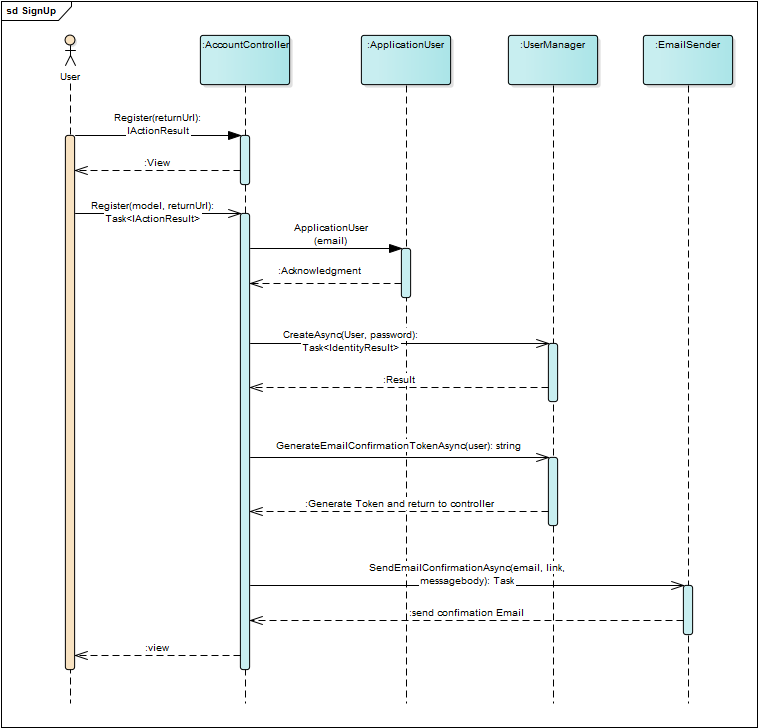 sd SignUp
:AccountController
:ApplicationUser
:UserManager
:EmailSender
User
Register(returnUrl):
IActionResult
:View
Register(model, returnUrl):
Task<IActionResult>
ApplicationUser
(email)
:Acknowledgment
CreateAsync(User, password):
Task<IdentityResult>
:Result
GenerateEmailConfirmationTokenAsync(user): string
:Generate Token and return to controller
SendEmailConfirmationAsync(email, link,
messagebody): Task
:send confimation Email
:view